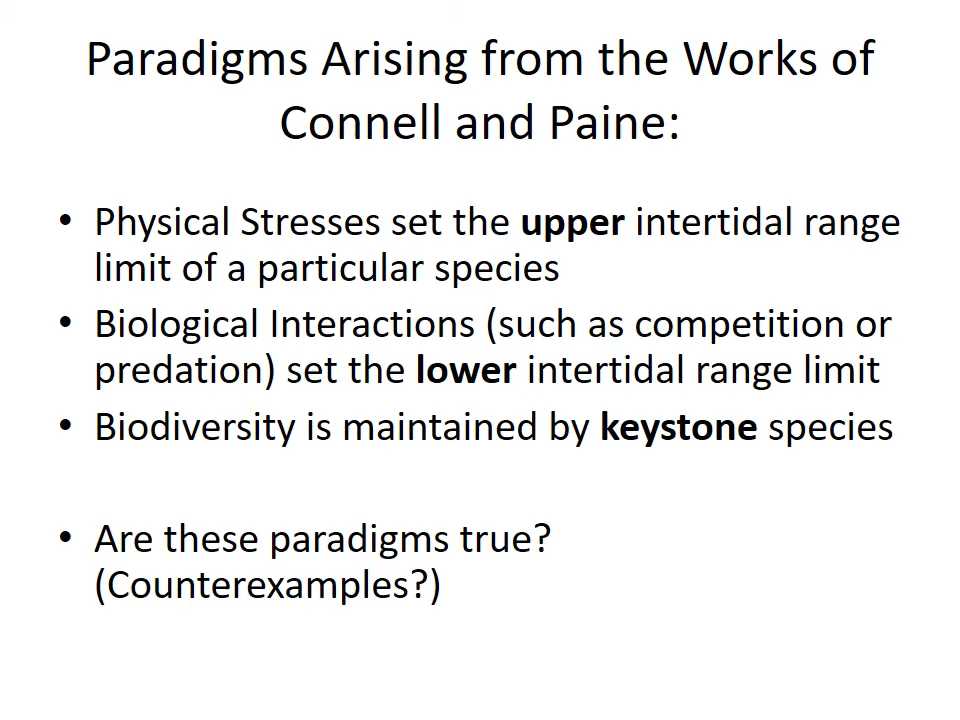 Paradigms Arising from the Works of
Connell and Paine:
• Physical Stresses set the upper intertidal range
limit of a particular species
• Biological Interactions (such as competition or
predation) set the lower intertidal range limit
• Biodiversity is maintained by keystone species
• Are these paradigms true?
(Counterexamples?)